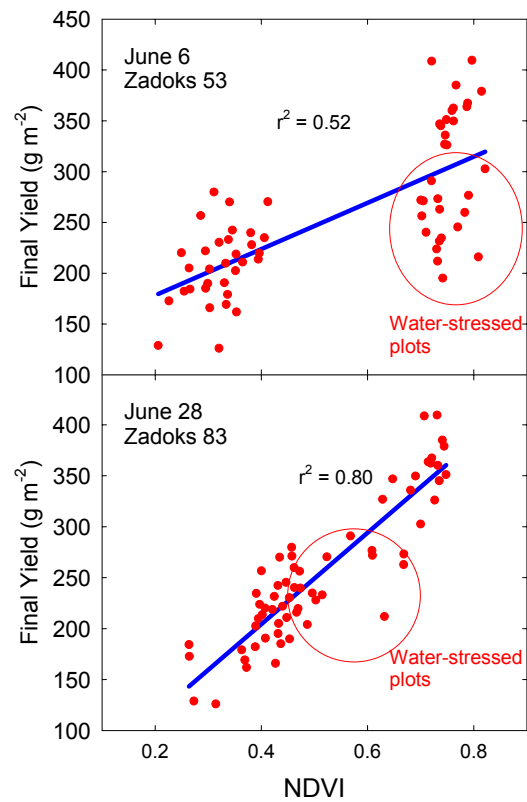 450
400
350
300
250
200
150
100
Final Yield (g m⁻²)
June 6
Zadoks 53
r² = 0.52
Water-stressed
plots
400
350
300
250
200
150
100
Final Yield (g m⁻²)
June 28
Zadoks 83
r² = 0.80
Water-stressed
plots
0.2 0.4 0.6 0.8
NDVI